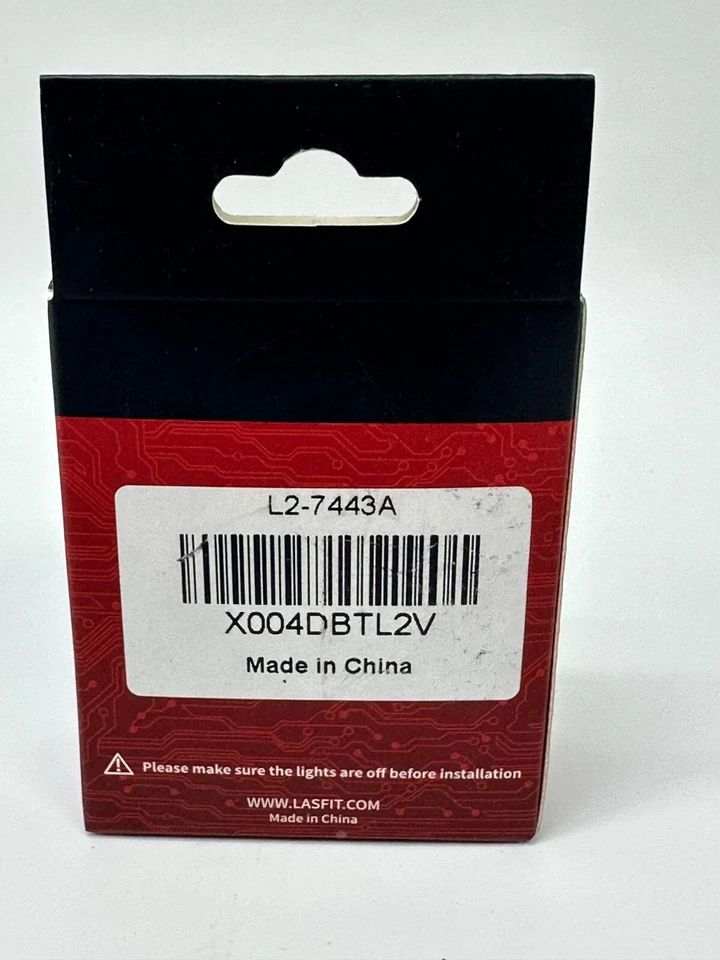 L2-7443A
X004DBTL2V
Made in China
Please make sure the lights are off before installation
WWW.LASFIT.COM
Made in China